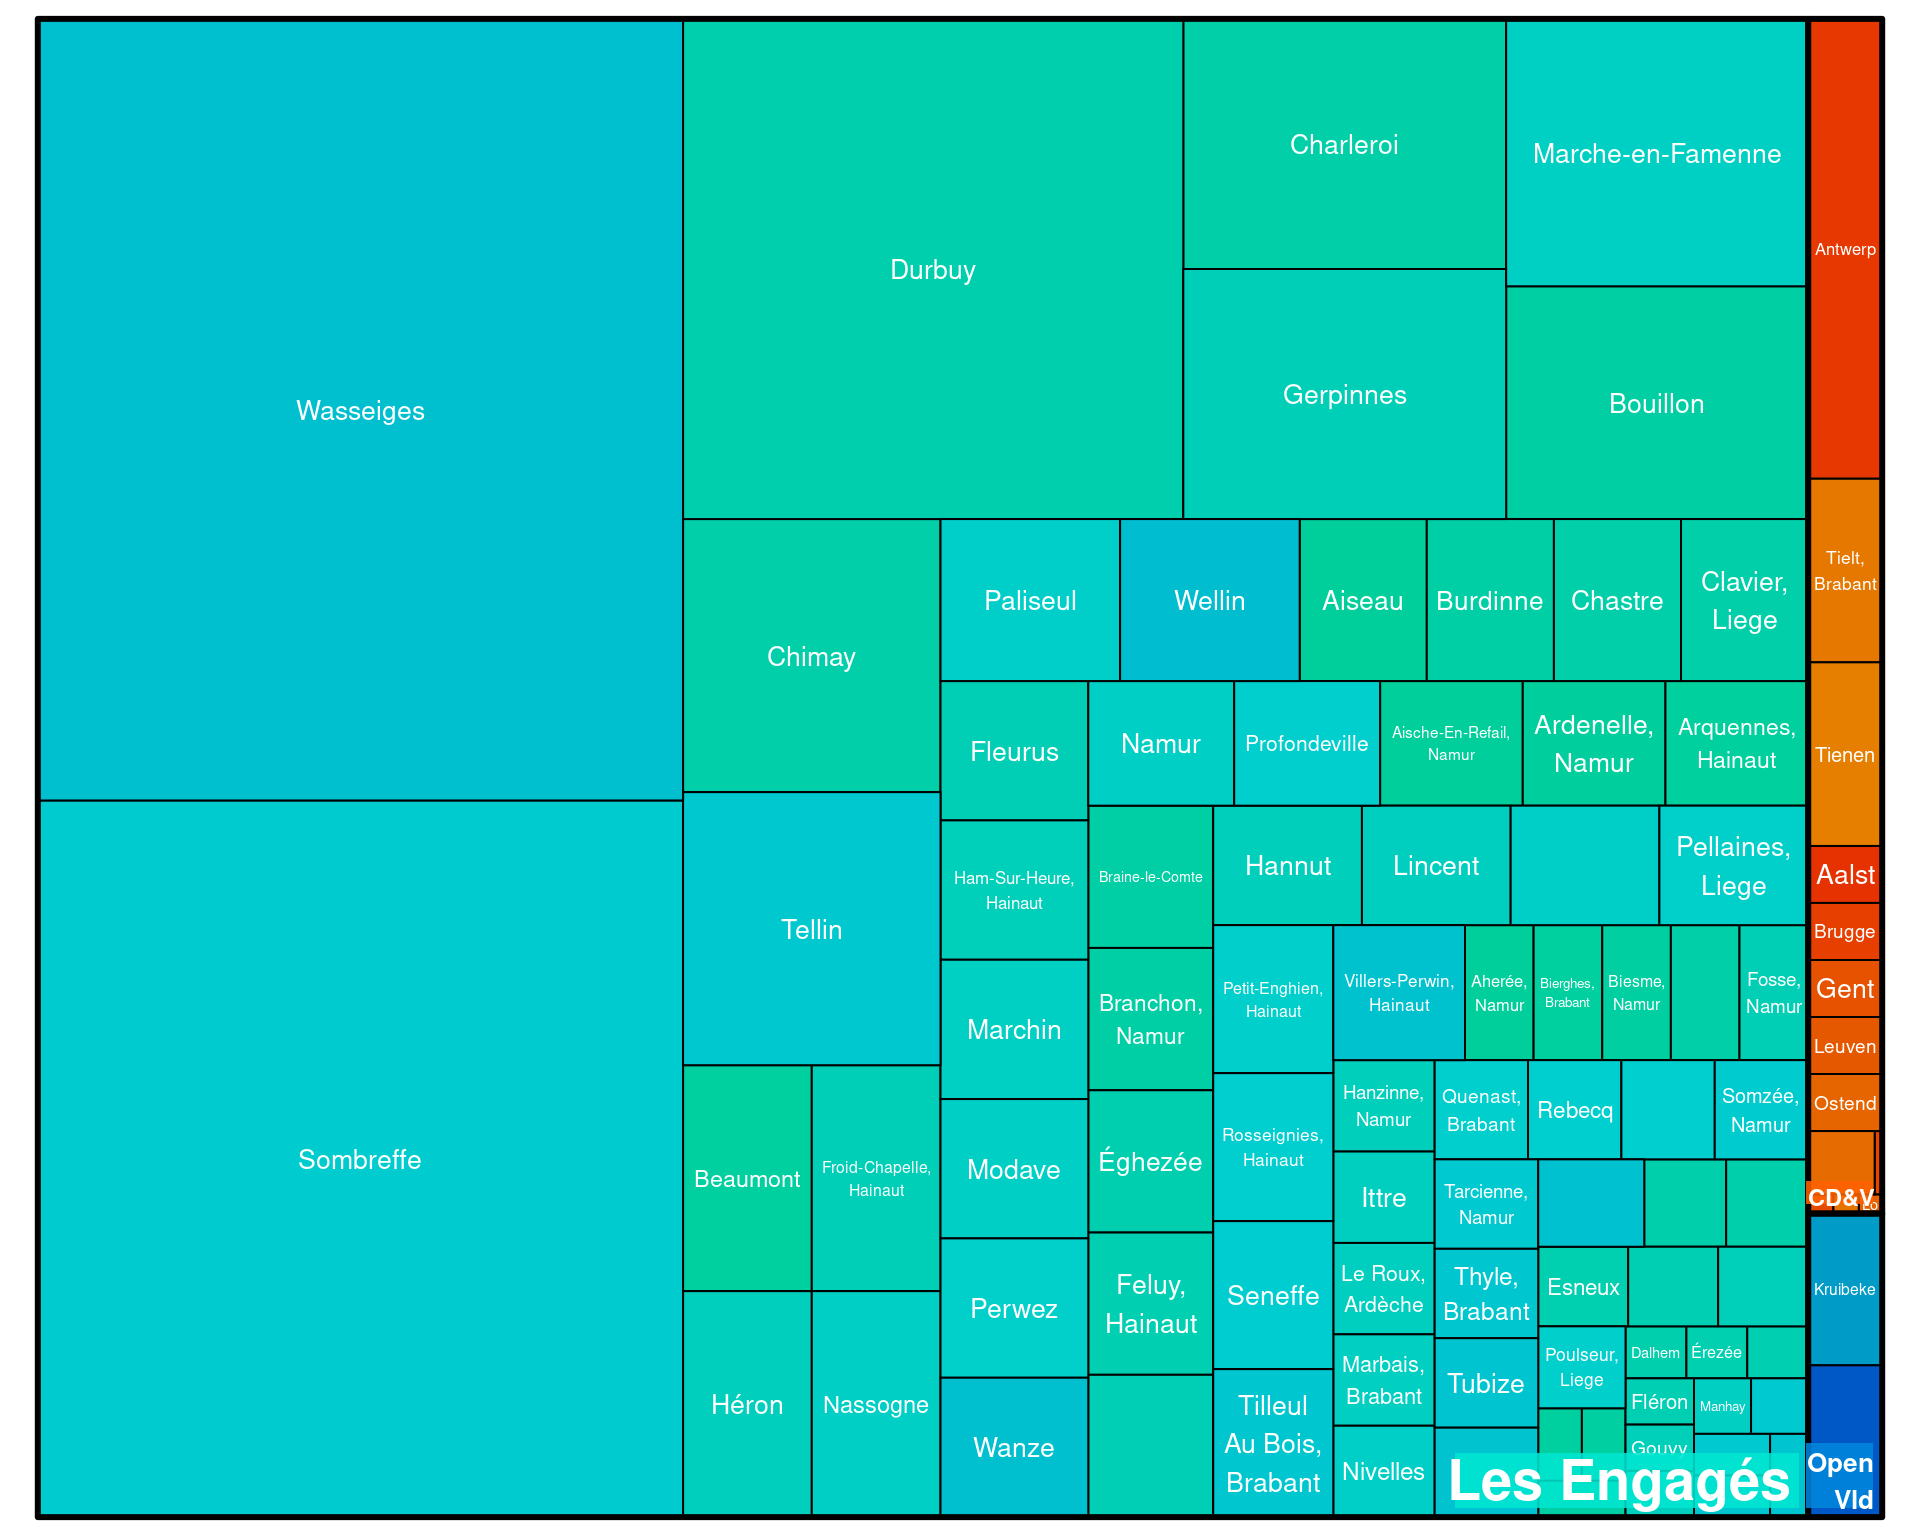 Wasseiges
Sombreffe
Durbuy
Charleroi
Gerpinnes
Marche-en-Famenne
Bouillon
Chimay
Tellin
Beaumont
Froid-Chapelle,
Hainaut
Héron
Nassogne
Paliseul
Wellin
Aiseau
Burdinne
Chastre
Clavier,
Liege
Fleurus
Ham-Sur-Heure,
Hainaut
Marchin
Modave
Perwez
Wanze
Namur
Profondeville
Aische-En-Refail,
Namur
Ardenelle,
Namur
Arquennes,
Hainaut
Braine-le-Comte
Branchon,
Namur
Éghezée
Feluy,
Hainaut
Hannut
Lincent
Pellaines,
Liege
Petit-Enghien,
Hainaut
Rosseignies,
Hainaut
Seneffe
Tilleul
Au Bois,
Brabant
Villers-Perwin,
Hainaut
Aherée,
Namur
Bierghes,
Brabant
Biesme,
Namur
Fosse,
Namur
Hanzinne,
Namur
Ittre
Le Roux,
Ardèche
Marbais,
Brabant
Nivelles
Quenast,
Brabant
Rebecq
Somzée,
Namur
Tarcienne,
Namur
Thyle,
Brabant
Tubize
Esneux
Poulseur,
Liege
Dalhem
Érezée
Fléron
Manhay
Gouvy
Les Engagés
Antwerp
Tielt,
Brabant
Tienen
Aalst
Brugge
Gent
Leuven
Ostend
CD&V
Kruibeke
Open
Vld